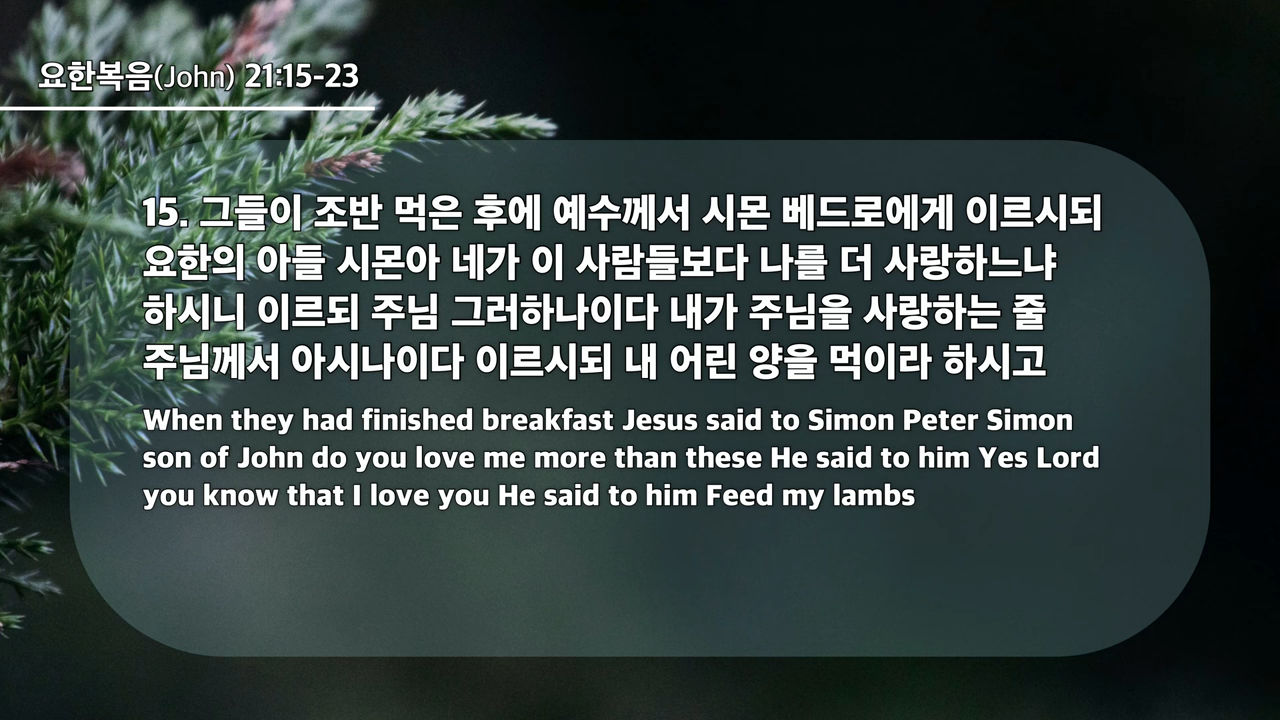 요한복음(John) 21:15-23
15. 그들이 조반 먹은 후에 예수께서 시몬 베드로에게 이르시되
요한의 아들 시몬아 네가 이 사람들보다 나를 더 사랑하느냐
하시니 이르되 주님 그러하나이다 내가 주님을 사랑하는 줄
주님께서 아시나이다 이르시되 내 어린 양을 먹이라 하시고
When they had finished breakfast Jesus said to Simon Peter Simon
son of John do you love me more than these He said to him Yes Lord
you know that I love you He said to him Feed my lambs